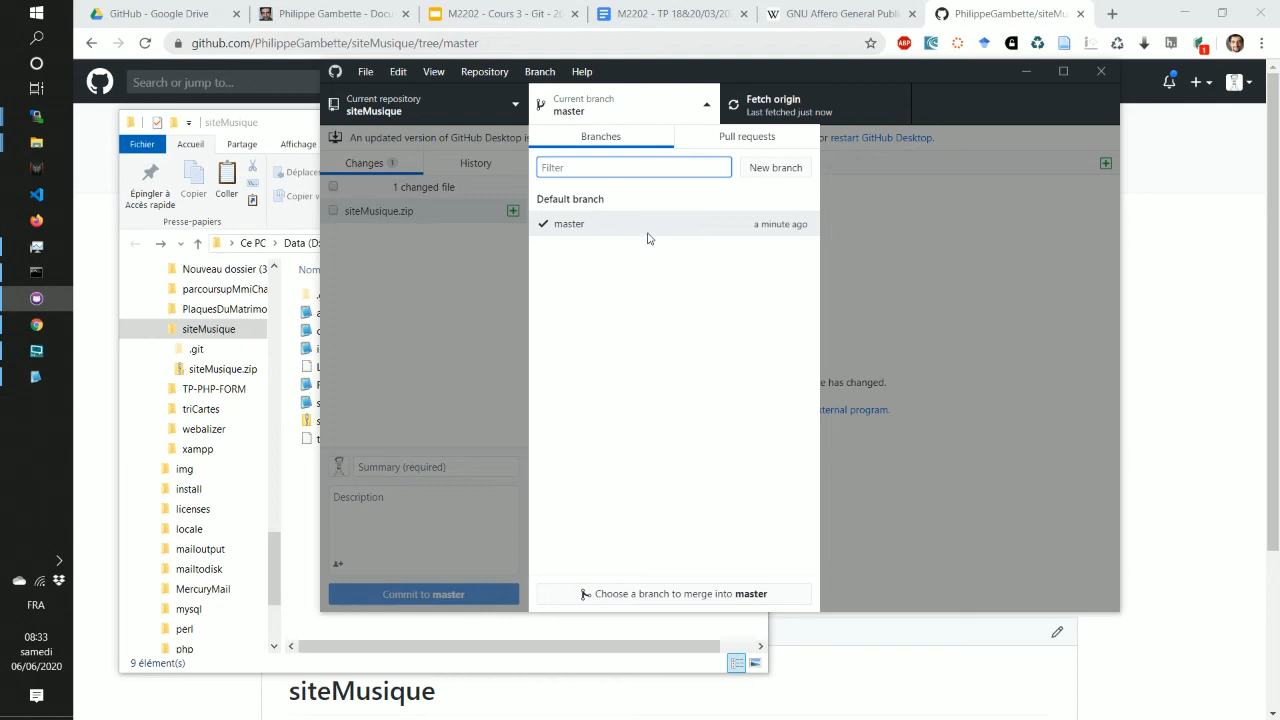 GitHub - Google Drive
Philippe Gambette - Docu
M2202 - Cours 3 - Git - 20
M2202 - TP 18&20/03/20
GNU Affero General Publi
PhilippeGambette/siteMu
github.com/PhilippeGambette/siteMusique/tree/master
ABP
1
Search or jump to...
File Edit View Repository Branch Help
Current repository
siteMusique
Current branch
master
Fetch origin
Last fetched just now
An updated version of GitHub Desktop is
or restart GitHub Desktop.
Branches
Pull requests
Changes 1
History
Filter
New branch
1 changed file
siteMusique.zip
Default branch
master
a minute ago
e has changed.
xternal program.
Summary (required)
Description
Commit to master
Choose a branch to merge into master
siteMusique
Fichier
Accueil
Partage
Affichage
Épingler à
Accès rapide
Copier
Coller
Déplace
Copier v
Presse-papiers
Ce PC
Data (D:
Nom
Nouveau dossier (3
parcoursupMmiCha
PlaquesDuMatrimo
siteMusique
.git
siteMusique.zip
TP-PHP-FORM
triCartes
webalizer
xampp
img
install
licenses
locale
mailoutput
mailtodisk
MercuryMail
mysql
perl
php
9 élément(s)
siteMusique
FRA
08:33
samedi
06/06/2020